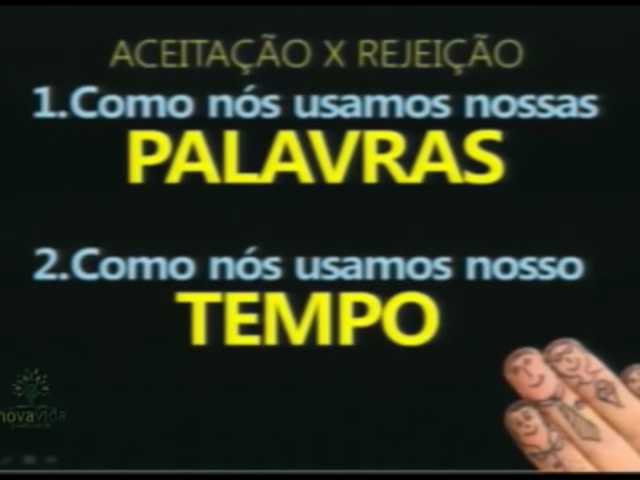 ACEITAÇÃO X REJEIÇÃO
1.Como nós usamos nossas
PALAVRAS
2.Como nós usamos nosso
TEMPO
novavida